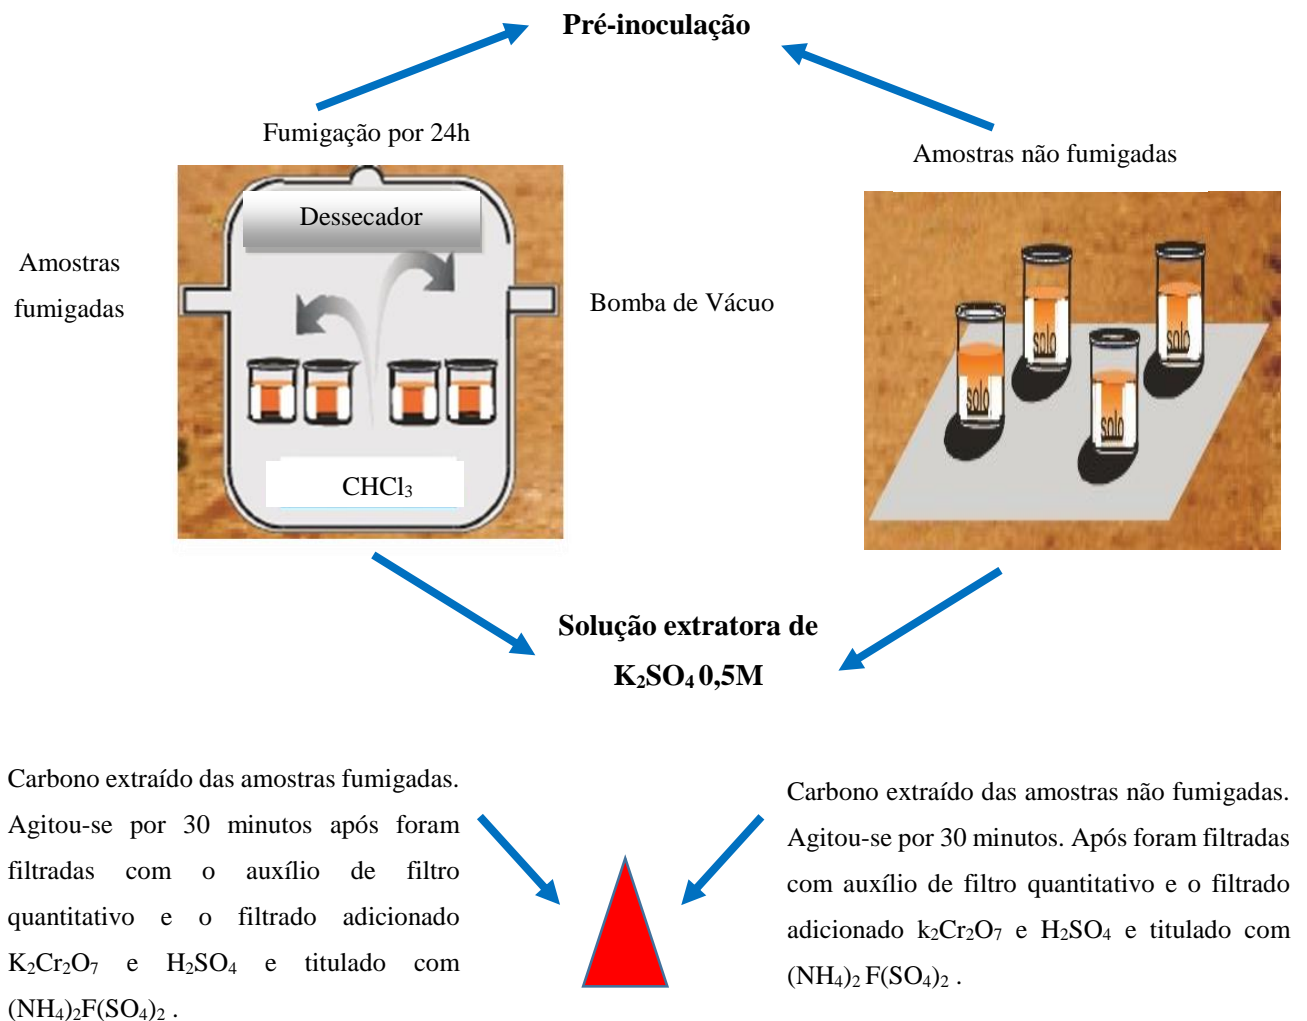 Pré-inoculação
Fumigação por 24h
Amostras não fumigadas
Dessecador
Amostras
fumigadas
Bomba de Vácuo
solo
solo
solo
solo
CHCl₃
Solução extratora de
K₂SO₄ 0,5M
Carbono extraído das amostras fumigadas.
Agitou-se por 30 minutos após foram
filtradas com o auxílio de filtro
quantitativo e o filtrado adicionado
K₂Cr₂O₇ e H₂SO₄ e titulado com
(NH₄)₂F(SO₄)₂ .
Carbono extraído das amostras não fumigadas.
Agitou-se por 30 minutos. Após foram filtradas
com auxílio de filtro quantitativo e o filtrado
adicionado k₂Cr₂O₇ e H₂SO₄ e titulado com
(NH₄)₂ F(SO₄)₂ .